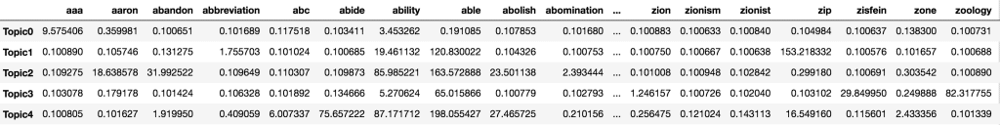 aaa aaron abandon abbreviation abc abide ability able abolish abomination ... zion zionism zionist zip zisfein zone zoology
Topic0 9.575406 0.359981 0.100651 0.101689 0.117518 0.103411 3.453262 0.191085 0.107853 0.101680 ... 0.100883 0.100633 0.100840 0.104984 0.100637 0.138300 0.100731
Topic1 0.100890 0.105746 0.131275 1.755703 0.101024 0.100685 19.461132 120.830022 0.104326 0.100753 ... 0.100750 0.100667 0.100638 153.218332 0.100576 0.101657 0.100688
Topic2 0.109275 18.638578 31.992522 0.109649 0.110307 0.109873 85.985221 163.572888 23.501138 2.393444 ... 0.101008 0.100948 0.102842 0.299180 0.100691 0.303542 0.100890
Topic3 0.103078 0.179178 0.101424 0.106328 0.101892 0.134666 5.270624 65.015866 0.100779 0.102793 ... 1.246157 0.100726 0.102040 0.103102 29.849950 0.249888 82.317755
Topic4 0.100805 0.101627 1.919950 0.409059 6.007337 75.657222 87.171712 198.055427 27.465725 0.210156 ... 0.256475 0.121024 0.143113 16.549160 0.115601 2.433356 0.101339